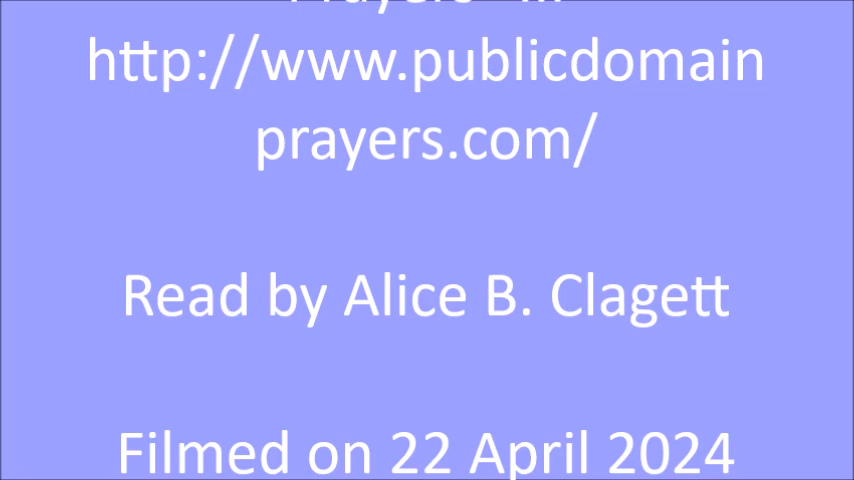 http://www.publicdomain
prayers.com/
Read by Alice B. Clagett
Filmed on 22 April 2024